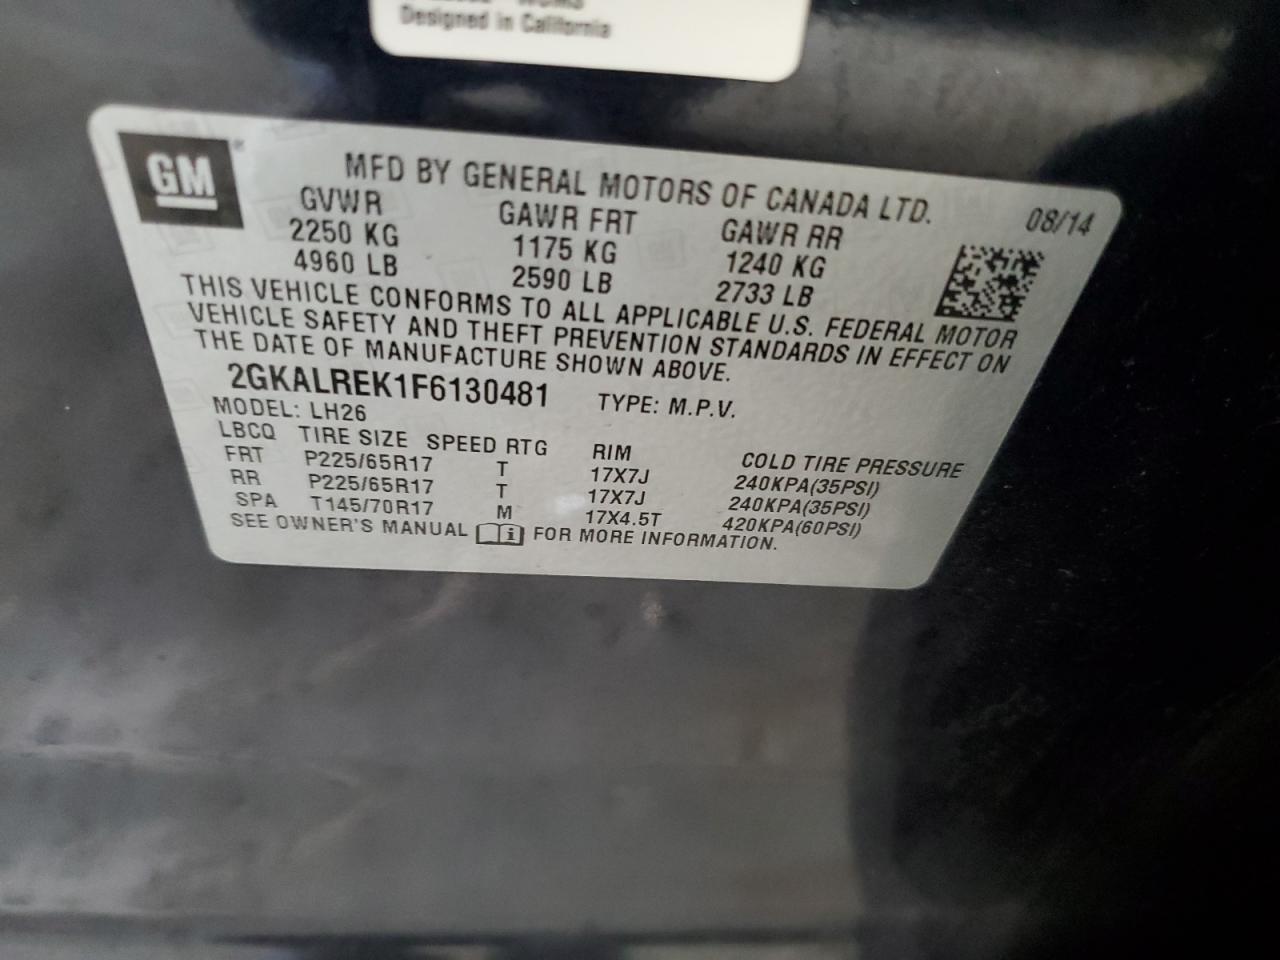 Designed in California
GM
MFD BY GENERAL MOTORS OF CANADA LTD.
08/14
GVWR GAWR FRT GAWR RR
2250 KG 1175 KG 1240 KG
4960 LB 2590 LB 2733 LB
THIS VEHICLE CONFORMS TO ALL APPLICABLE U.S. FEDERAL MOTOR
VEHICLE SAFETY AND THEFT PREVENTION STANDARDS IN EFFECT ON
THE DATE OF MANUFACTURE SHOWN ABOVE.
2GKALREK1F6130481 TYPE: M.P.V.
MODEL: LH26
LBCQ TIRE SIZE SPEED RTG RIM COLD TIRE PRESSURE
FRT P225/65R17 T 17X7J 240KPA(35PSI)
RR P225/65R17 T 17X7J 240KPA(35PSI)
SPA T145/70R17 M 17X4.5T 420KPA(60PSI)
SEE OWNER'S MANUAL i FOR MORE INFORMATION.